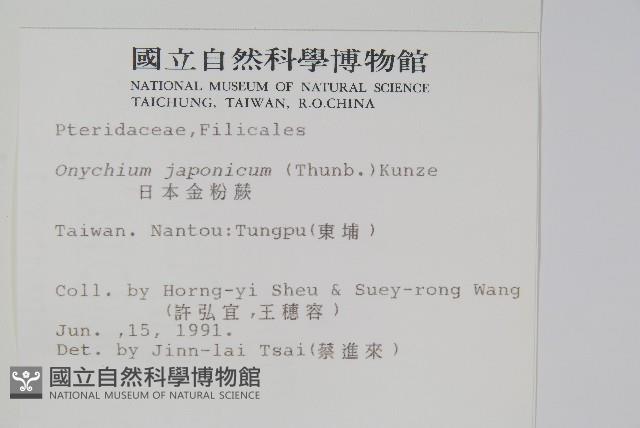 國立自然科學博物館
NATIONAL MUSEUM OF NATURAL SCIENCE
TAICHUNG, TAIWAN, R.O.CHINA
Pteridaceae,Filicales
Onychium japonicum (Thunb.)Kunze
日本金粉蕨
Taiwan. Nantou:Tungpu(東埔)
Coll. by Horng-yi Sheu & Suey-rong Wang
(許弘宜,王穗容)
Jun. ,15, 1991.
Det. by Jinn-lai Tsai(蔡進來)
國立自然科學博物館
NATIONAL MUSEUM OF NATURAL SCIENCE